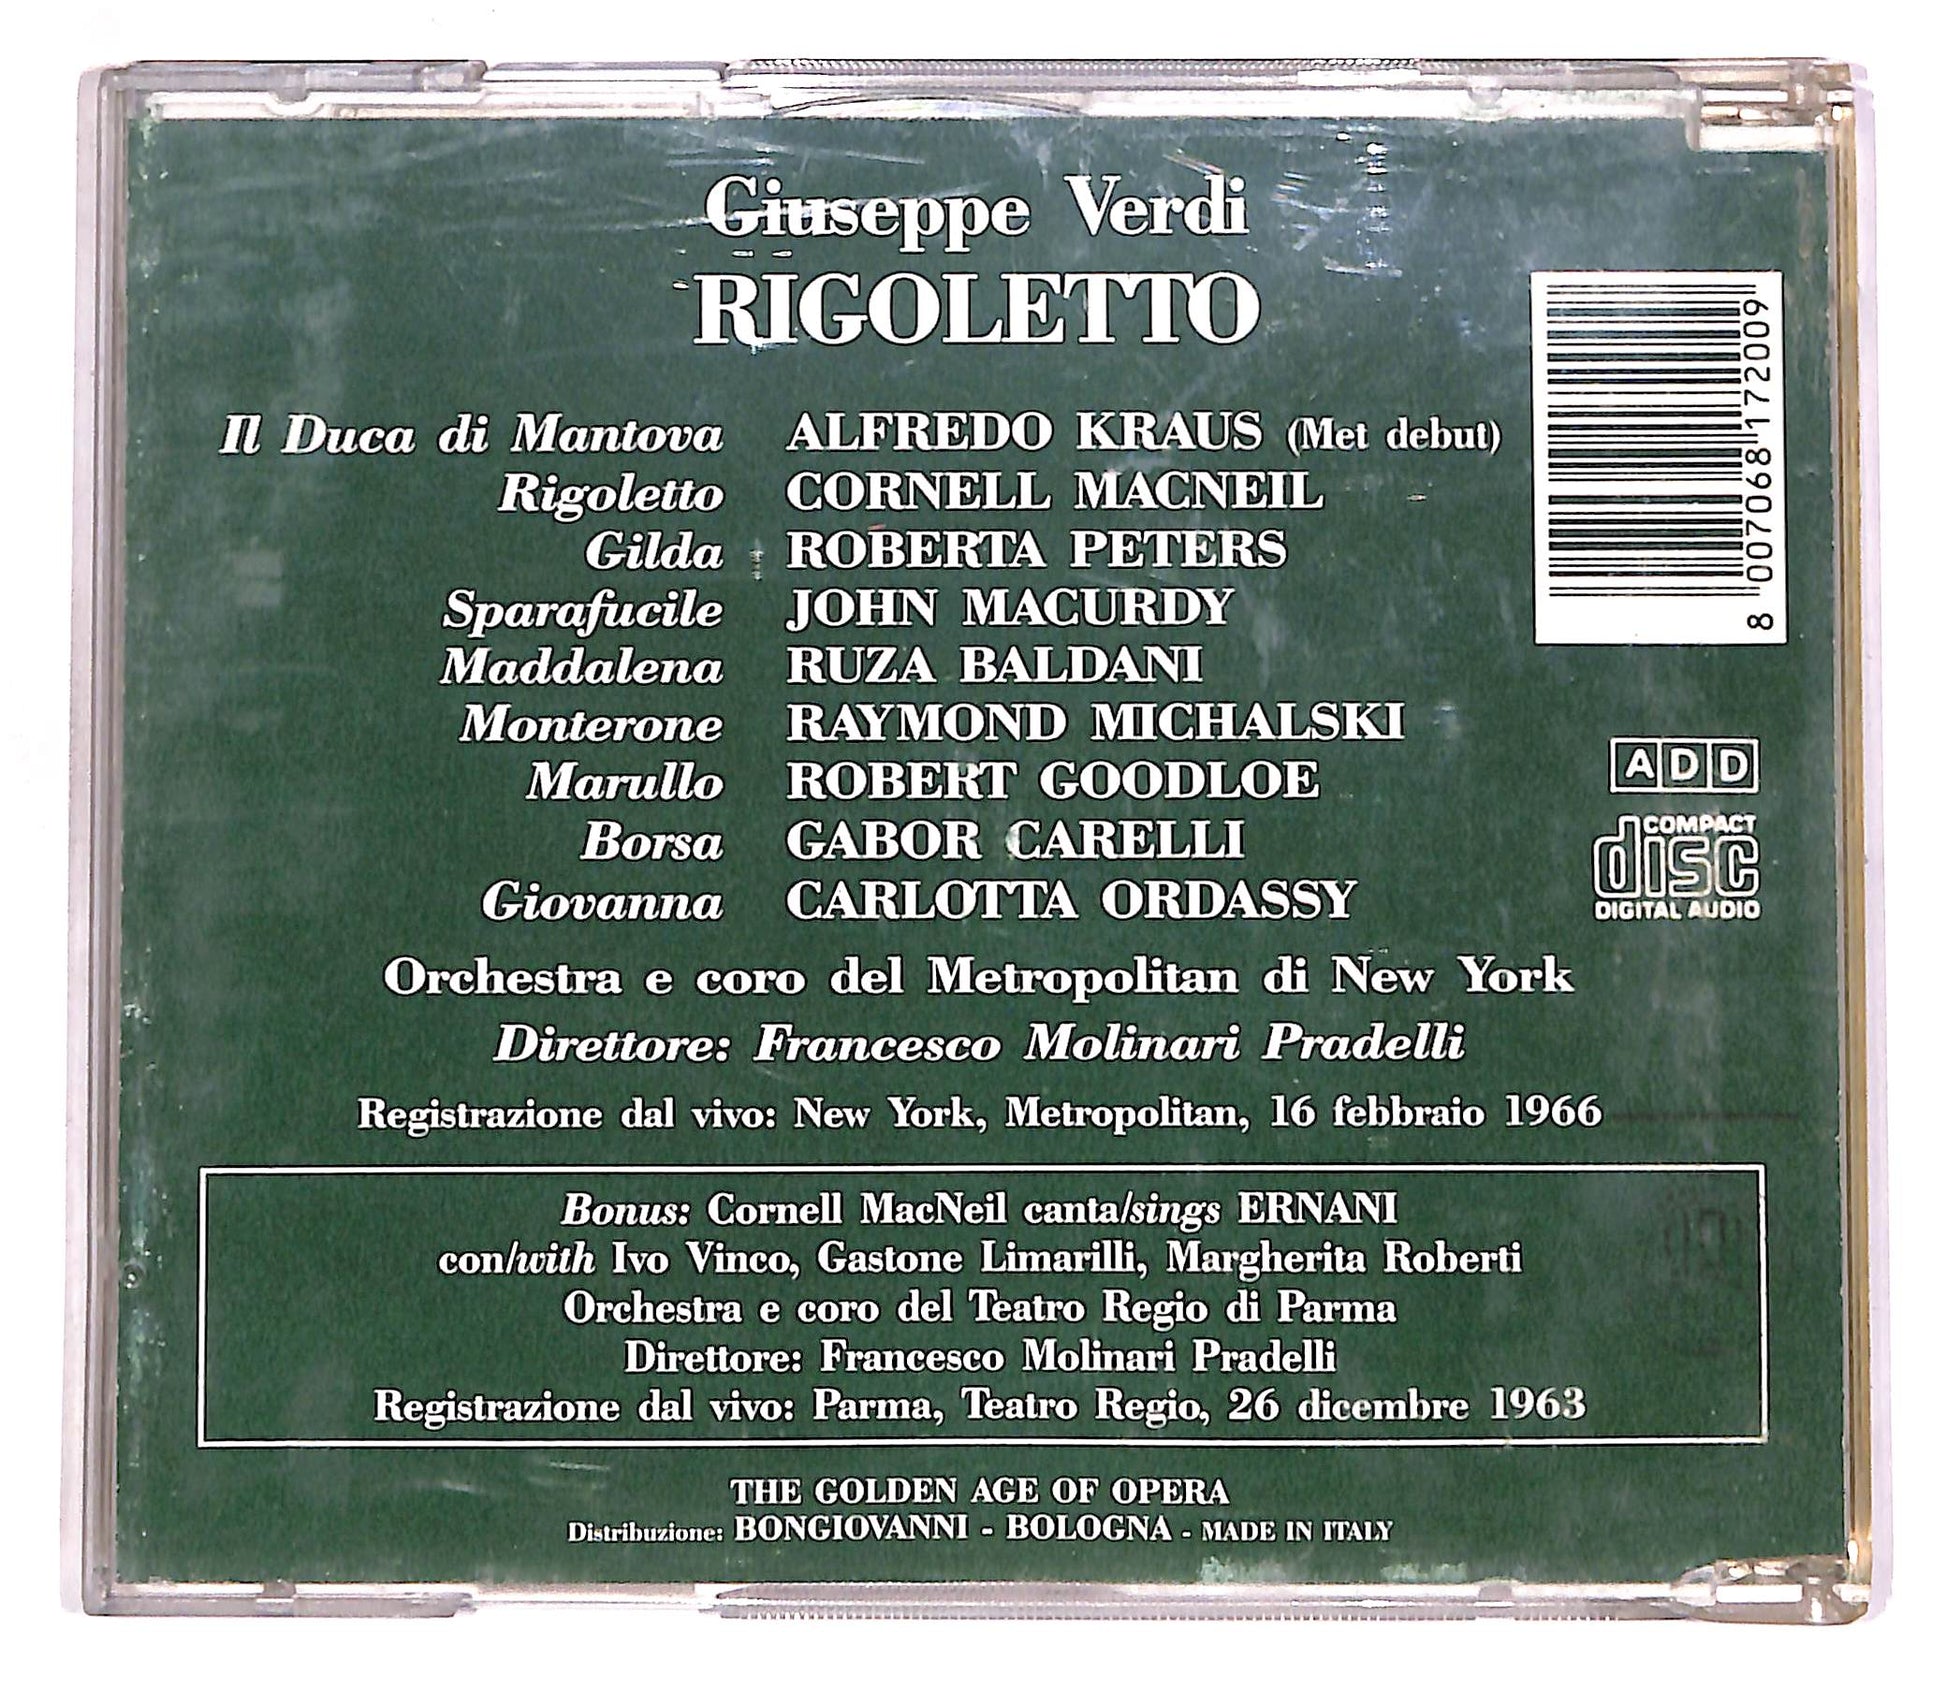 Giuseppe Verdi
RIGOLETTO
Il Duca di Mantova ALFREDO KRAUS (Met debut)
Rigoletto CORNELL MACNEIL
Gilda ROBERTA PETERS
Sparafucile JOHN MACURDY
Maddalena RUZA BALDANI
Monterone RAYMOND MICHALSKI
Marullo ROBERT GOODLOE
Borsa GABOR CARELLI
Giovanna CARLOTTA ORDASSY
Orchestra e coro del Metropolitan di New York
Direttore: Francesco Molinari Pradelli
Registrazione dal vivo: New York, Metropolitan, 16 febbraio 1966
Bonus: Cornell MacNeil canta/sings ERNANI
con/with Ivo Vinco, Gastone Limarilli, Margherita Roberti
Orchestra e coro del Teatro Regio di Parma
Direttore: Francesco Molinari Pradelli
Registrazione dal vivo: Parma, Teatro Regio, 26 dicembre 1963
THE GOLDEN AGE OF OPERA
Distribuzione: BONGIOVANNI - BOLOGNA - MADE IN ITALY
8 007068 172009
ADD
COMPACT
disc
DIGITAL AUDIO